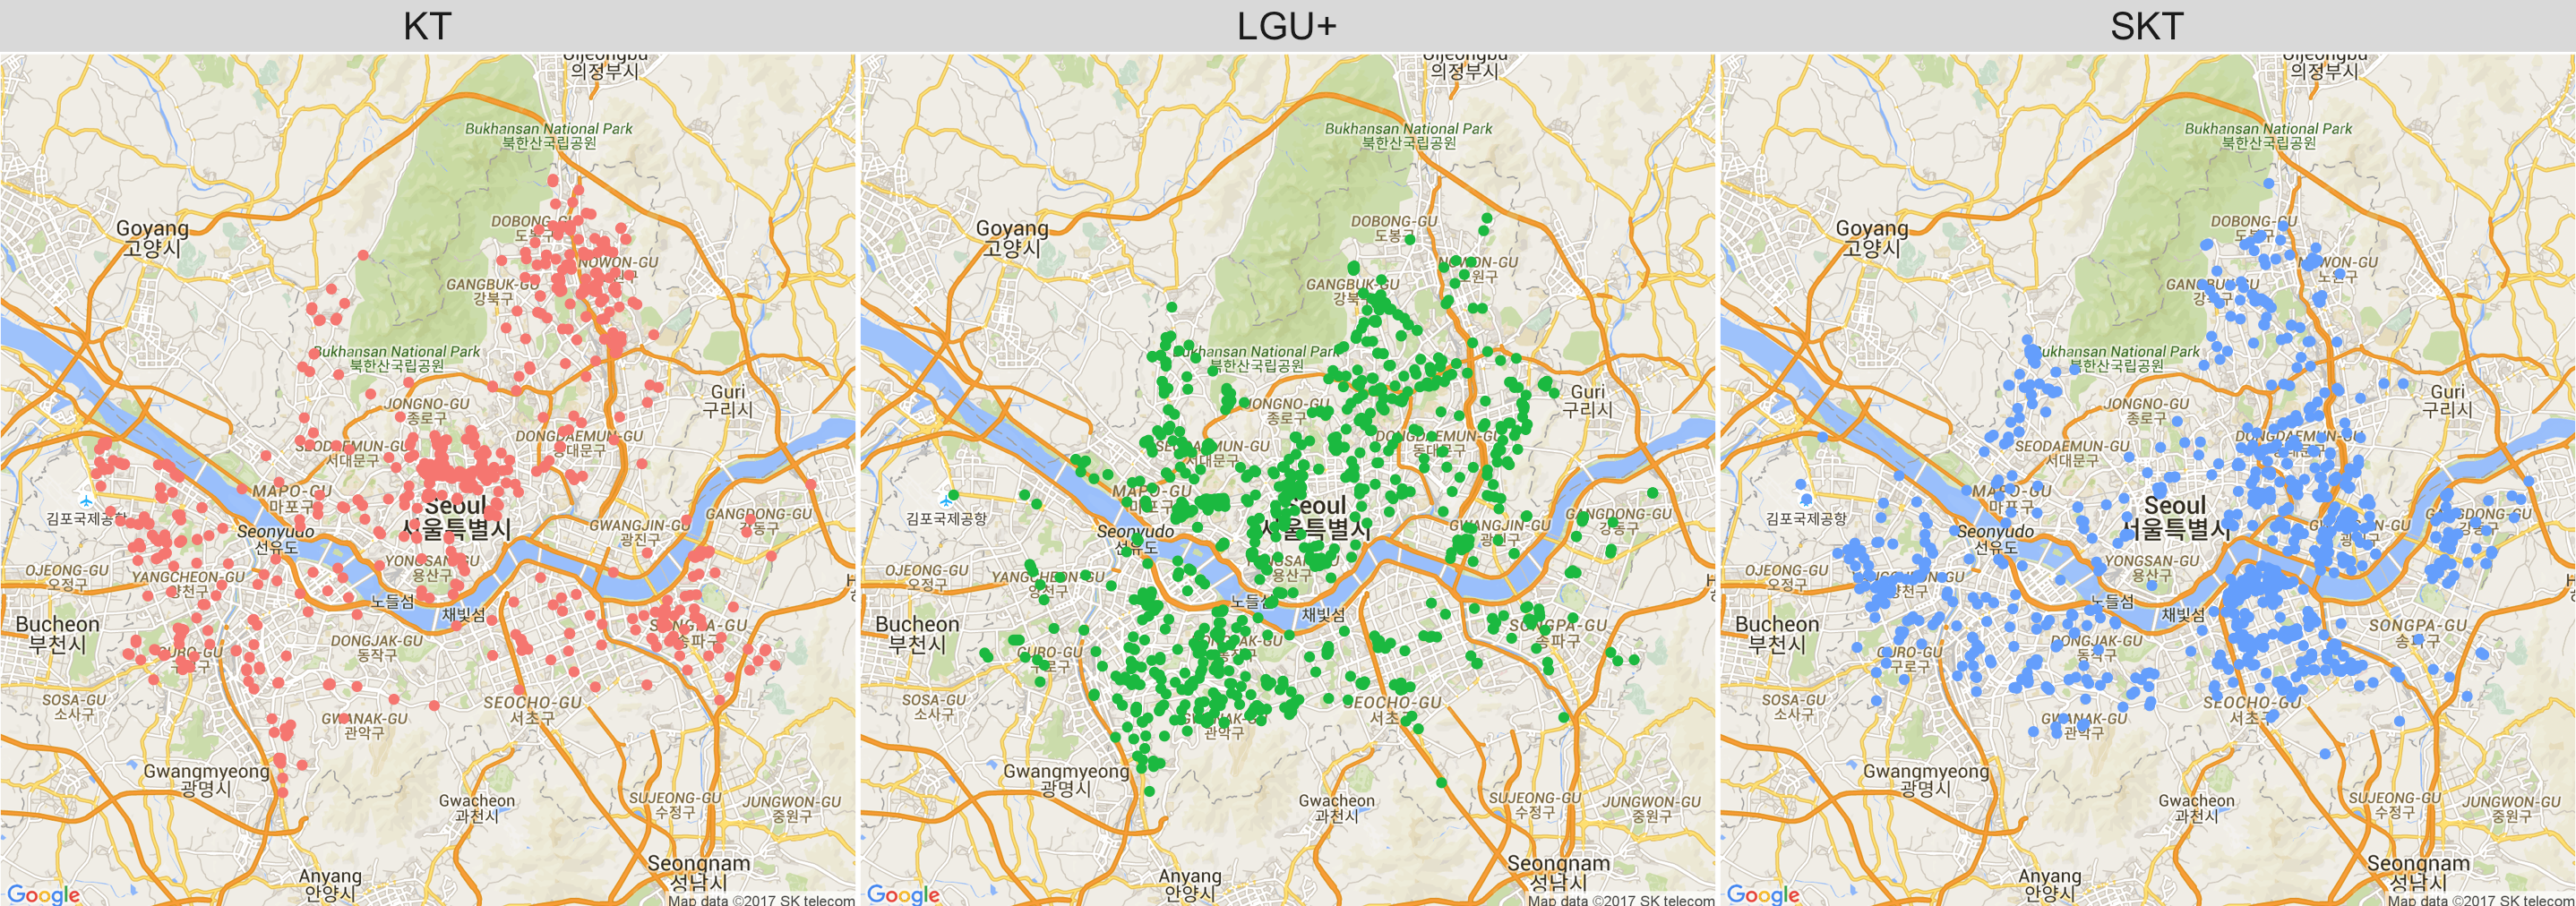 KT
LGU+
SKT
Uijeongbu
의정부시
Bukhansan National Park
북한산국립공원
Goyang
고양시
DOBONG-GU
도봉구
NOWON-GU
GANGBUK-GU
강북구
Bukhansan National Park
북한산국립공원
Guri
구리시
JONGNO-GU
종로구
SEODAEMUN-GU
서대문구
DONGDAEMUN-GU
동대문구
MAPO-GU
마포구
Seoul
서울특별시
김포국제공항
Seonyudo
선유도
GWANGJIN-GU
광진구
GANGDONG-GU
강동구
OJEONG-GU
오정구
YANGCHEON-GU
양천구
YONGSAN-GU
용산구
노들섬
채빛섬
Bucheon
부천시
GURO-GU
DONGJAK-GU
동작구
SONGPA-GU
송파구
SOSA-GU
소사구
SEOCHO-GU
서초구
GWANAK-GU
관악구
Gwangmyeong
광명시
Gwacheon
과천시
SUJEONG-GU
수정구
JUNGWON-GU
중원구
Anyang
안양시
Seongnam
성남시
Google
Map data ©2017 SK telecom
Uijeongbu
의정부시
Bukhansan National Park
북한산국립공원
Goyang
고양시
DOBONG-GU
도봉구
NOWON-GU
노원구
GANGBUK-GU
강북구
Bukhansan National Park
북한산국립공원
Guri
구리시
JONGNO-GU
종로구
SEODAEMUN-GU
서대문구
DONGDAEMUN-GU
동대문구
MAPO-GU
마포구
Seoul
서울특별시
김포국제공항
Seonyudo
선유도
GWANGJIN-GU
광진구
GANGDONG-GU
강동구
OJEONG-GU
오정구
YANGCHEON-GU
양천구
YONGSAN-GU
용산구
노들섬
채빛섬
Bucheon
부천시
GURO-GU
구로구
DONGJAK-GU
SONGPA-GU
송파구
SOSA-GU
소사구
SEOCHO-GU
서초구
GWANAK-GU
관악구
Gwangmyeong
광명시
Gwacheon
과천시
SUJEONG-GU
수정구
JUNGWON-GU
중원구
Anyang
안양시
Seongnam
성남시
Google
Map data ©2017 SK telecom
Uijeongbu
의정부시
Bukhansan National Park
북한산국립공원
Goyang
고양시
DOBONG-GU
도봉구
NOWON-GU
노원구
GANGBUK-GU
강북구
Bukhansan National Park
북한산국립공원
Guri
구리시
JONGNO-GU
종로구
SEODAEMUN-GU
서대문구
DONGDAEMUN-GU
동대문구
MAPO-GU
마포구
Seoul
서울특별시
김포국제공항
Seonyudo
선유도
GWANGJIN-GU
광진구
GANGDONG-GU
강동구
OJEONG-GU
오정구
YANGCHEON-GU
양천구
YONGSAN-GU
용산구
노들섬
채빛섬
Bucheon
부천시
GURO-GU
구로구
DONGJAK-GU
동작구
SONGPA-GU
송파구
SOSA-GU
소사구
SEOCHO-GU
서초구
GWANAK-GU
관악구
Gwangmyeong
광명시
Gwacheon
과천시
SUJEONG-GU
수정구
JUNGWON-GU
중원구
Anyang
안양시
Seongnam
성남시
Google
Map data ©2017 SK telecom